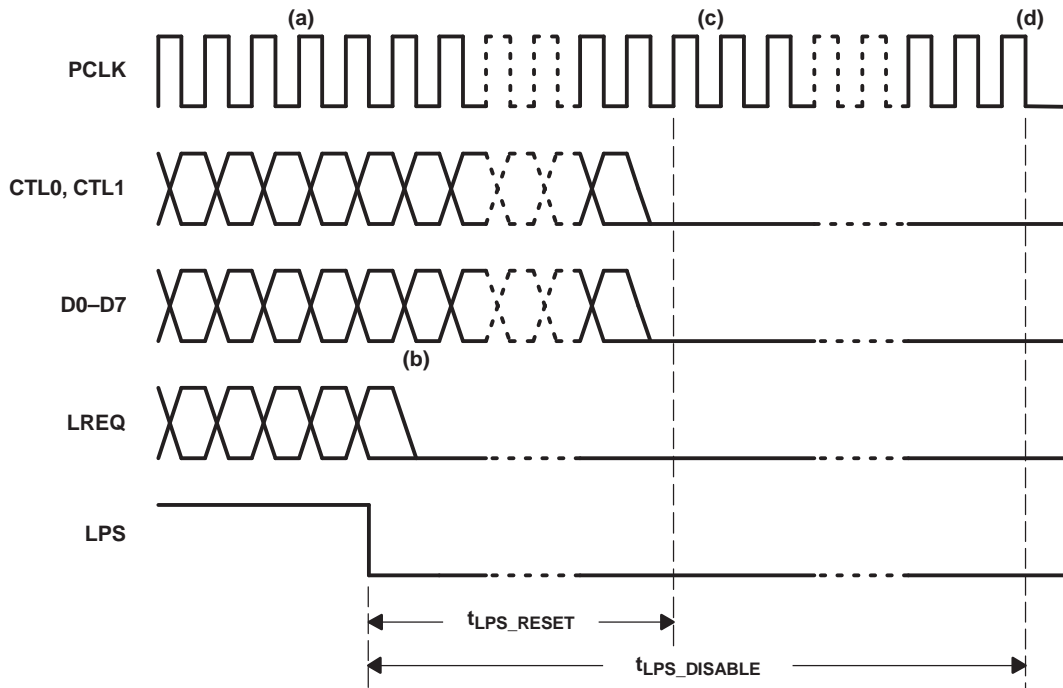 (a) (c) (d)
PCLK
CTL0, CTL1
D0–D7
(b)
LREQ
LPS
tLPS_RESET
tLPS_DISABLE